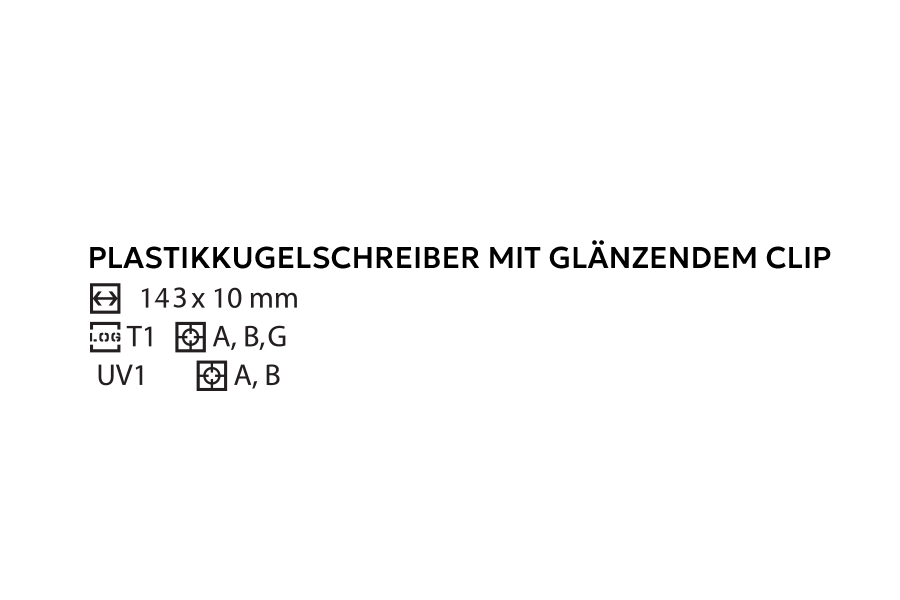 PLASTIKKUGELSCHREIBER MIT GLÄNZENDEM CLIP
143 x 10 mm
LOG T1 A, B,G
UV1 A, B